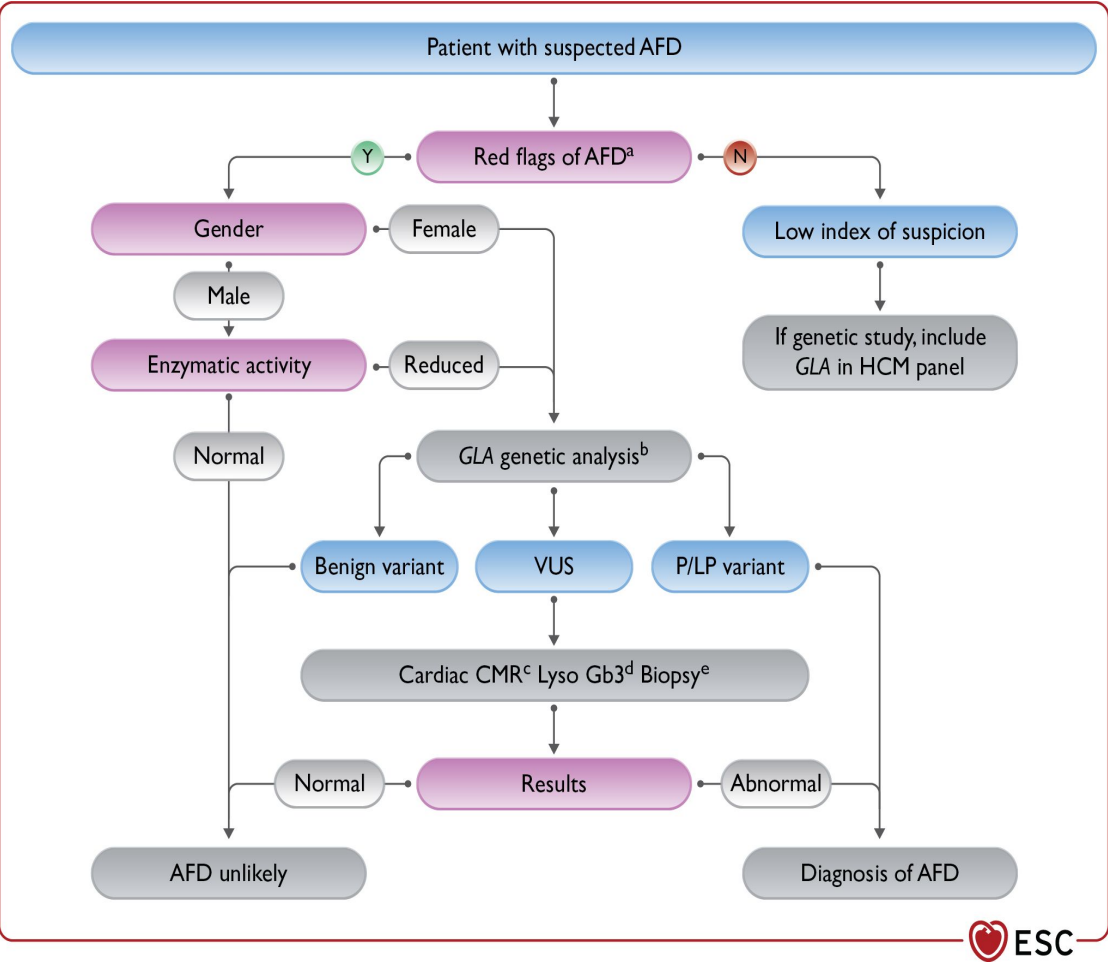 Patient with suspected AFD
Y
Red flags of AFDᵃ
N
Gender
Female
Low index of suspicion
Male
If genetic study, include
GLA in HCM panel
Enzymatic activity
Reduced
Normal
GLA genetic analysisᵇ
Benign variant
VUS
P/LP variant
Cardiac CMRᶜ Lyso Gb3ᵈ Biopsyᵉ
Normal
Results
Abnormal
AFD unlikely
Diagnosis of AFD
ESC